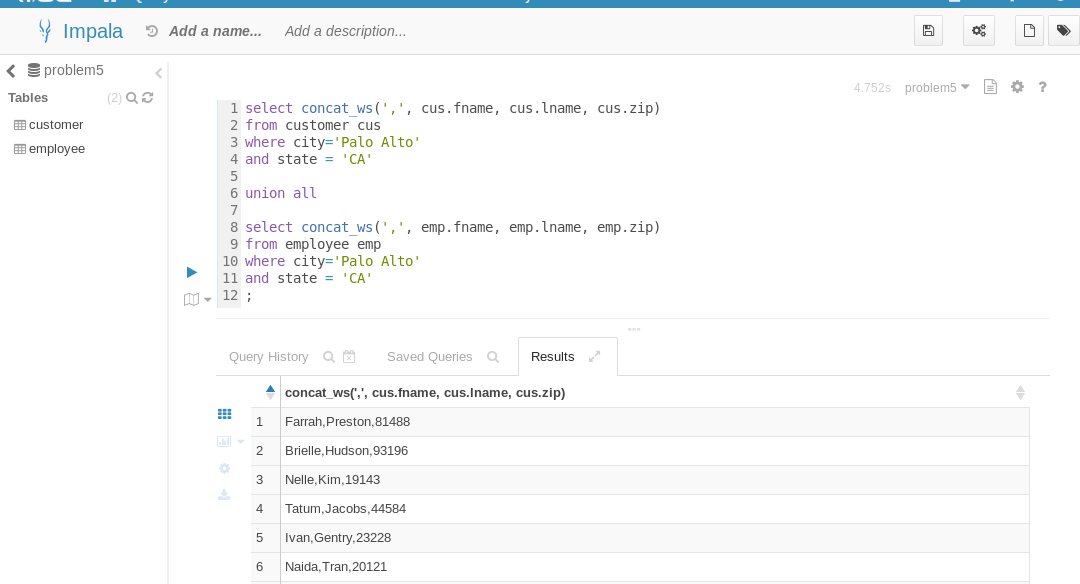 Impala
Add a name...
Add a description...
problem5
Tables
(2)
customer
employee
4.752s
problem5
?
1 select concat_ws(',', cus.fname, cus.lname, cus.zip)
2 from customer cus
3 where city='Palo Alto'
4 and state = 'CA'
5
6 union all
7
8 select concat_ws(',', emp.fname, emp.lname, emp.zip)
9 from employee emp
10 where city='Palo Alto'
11 and state = 'CA'
12 ;
Query History
Saved Queries
Results
concat_ws(',', cus.fname, cus.lname, cus.zip)
1 Farrah,Preston,81488
2 Brielle,Hudson,93196
3 Nelle,Kim,19143
4 Tatum,Jacobs,44584
5 Ivan,Gentry,23228
6 Naida,Tran,20121